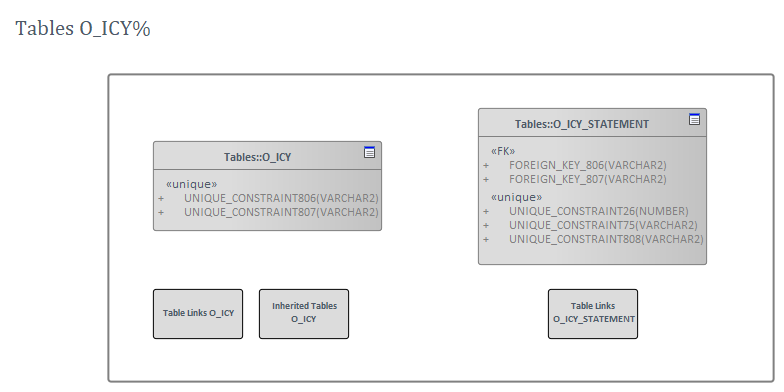 Tables O_ICY%
Tables::O_ICY
«unique»
+ UNIQUE_CONSTRAINT806(VARCHAR2)
+ UNIQUE_CONSTRAINT807(VARCHAR2)
Tables::O_ICY_STATEMENT
«FK»
+ FOREIGN_KEY_806(VARCHAR2)
+ FOREIGN_KEY_807(VARCHAR2)
«unique»
+ UNIQUE_CONSTRAINT26(NUMBER)
+ UNIQUE_CONSTRAINT75(VARCHAR2)
+ UNIQUE_CONSTRAINT808(VARCHAR2)
Table Links O_ICY
Inherited Tables
O_ICY
Table Links
O_ICY_STATEMENT